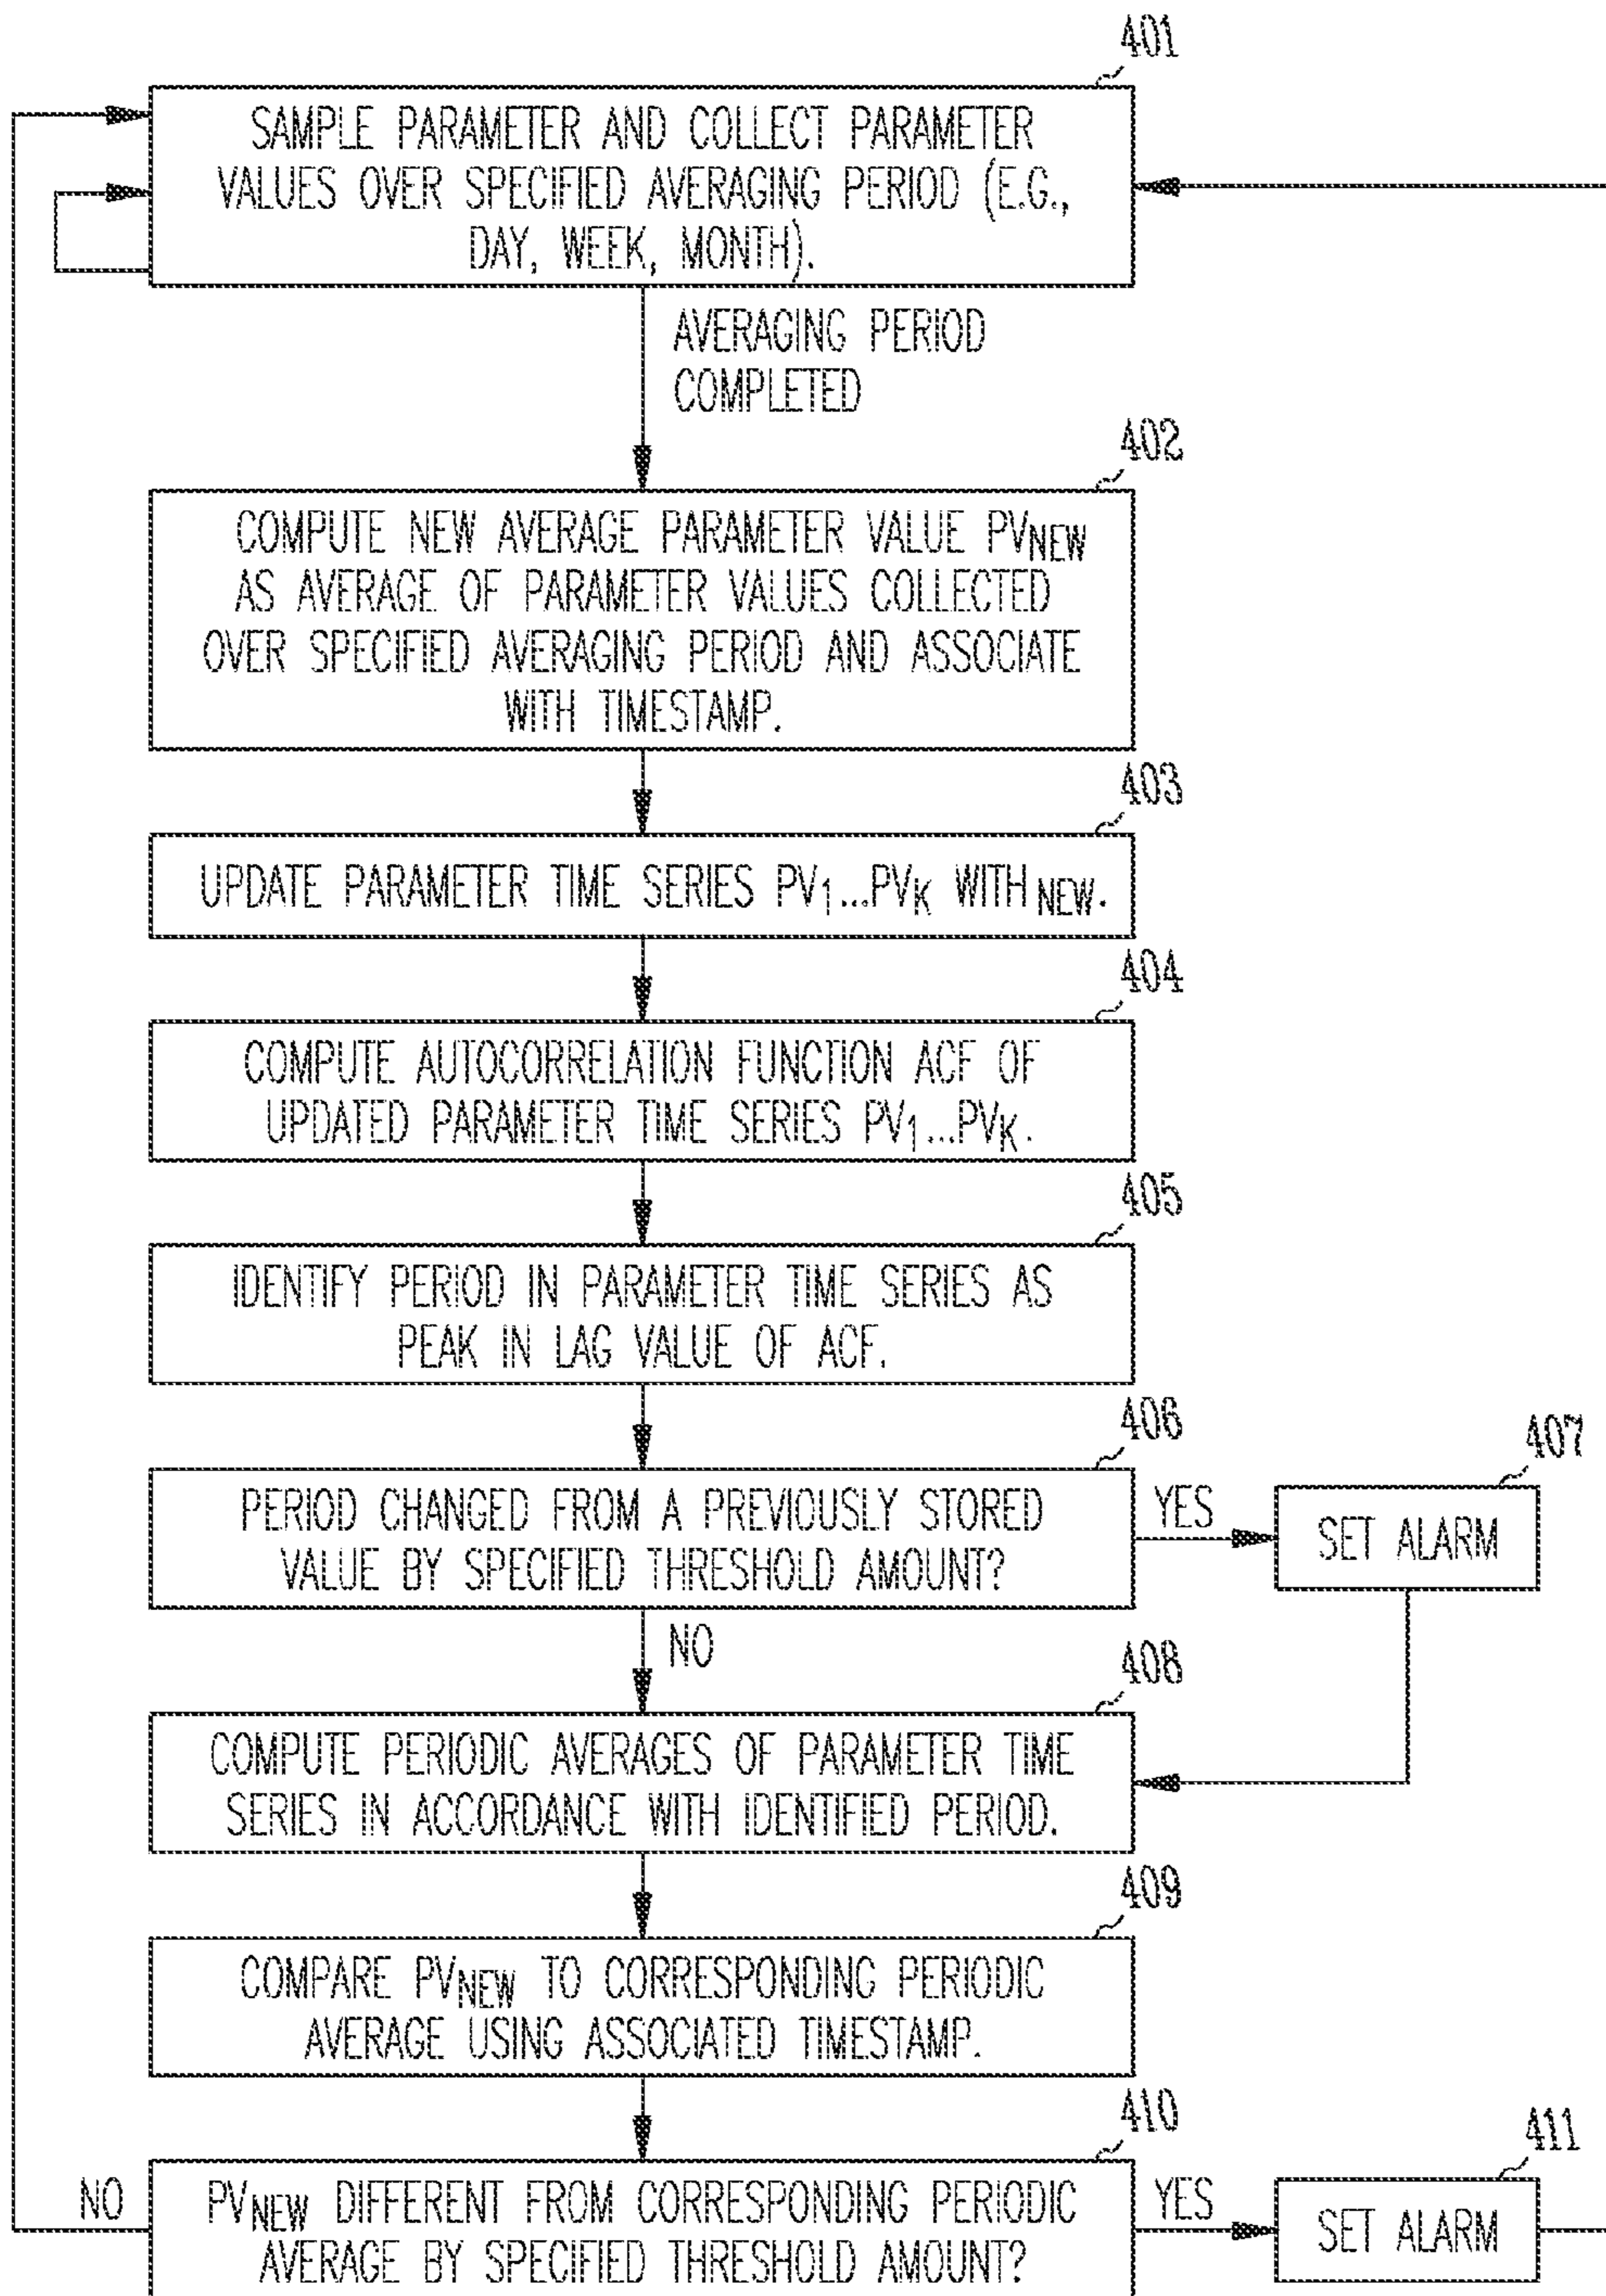 401
SAMPLE PARAMETER AND COLLECT PARAMETER
VALUES OVER SPECIFIED AVERAGING PERIOD (E.G.,
DAY, WEEK, MONTH).
AVERAGING PERIOD
COMPLETED
402
COMPUTE NEW AVERAGE PARAMETER VALUE PVNEW
AS AVERAGE OF PARAMETER VALUES COLLECTED
OVER SPECIFIED AVERAGING PERIOD AND ASSOCIATE
WITH TIMESTAMP.
403
UPDATE PARAMETER TIME SERIES PV1...PVK WITH NEW.
404
COMPUTE AUTOCORRELATION FUNCTION ACF OF
UPDATED PARAMETER TIME SERIES PV1...PVK.
405
IDENTIFY PERIOD IN PARAMETER TIME SERIES AS
PEAK IN LAG VALUE OF ACF.
406
PERIOD CHANGED FROM A PREVIOUSLY STORED
VALUE BY SPECIFIED THRESHOLD AMOUNT?
YES
407
SET ALARM
NO
408
COMPUTE PERIODIC AVERAGES OF PARAMETER TIME
SERIES IN ACCORDANCE WITH IDENTIFIED PERIOD.
409
COMPARE PVNEW TO CORRESPONDING PERIODIC
AVERAGE USING ASSOCIATED TIMESTAMP.
410
NO
PVNEW DIFFERENT FROM CORRESPONDING PERIODIC
AVERAGE BY SPECIFIED THRESHOLD AMOUNT?
YES
411
SET ALARM